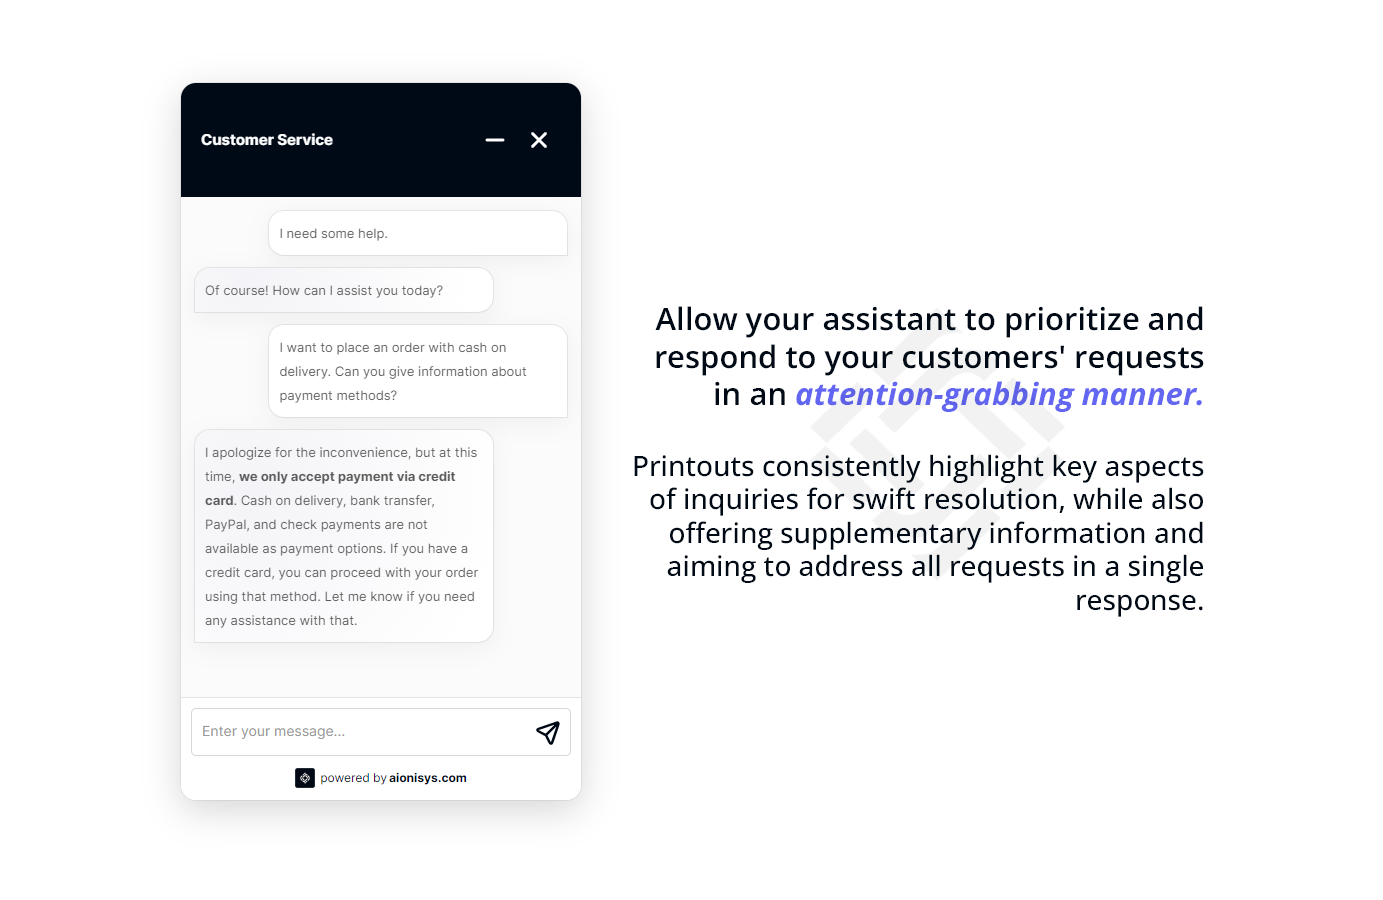 Customer Service
I need some help.
Of course! How can I assist you today?
I want to place an order with cash on
delivery. Can you give information about
payment methods?
I apologize for the inconvenience, but at this
time, we only accept payment via credit
card. Cash on delivery, bank transfer,
PayPal, and check payments are not
available as payment options. If you have a
credit card, you can proceed with your order
using that method. Let me know if you need
any assistance with that.
Enter your message...
powered by aionisys.com
Allow your assistant to prioritize and
respond to your customers' requests
in an attention-grabbing manner.
Printouts consistently highlight key aspects
of inquiries for swift resolution, while also
offering supplementary information and
aiming to address all requests in a single
response.